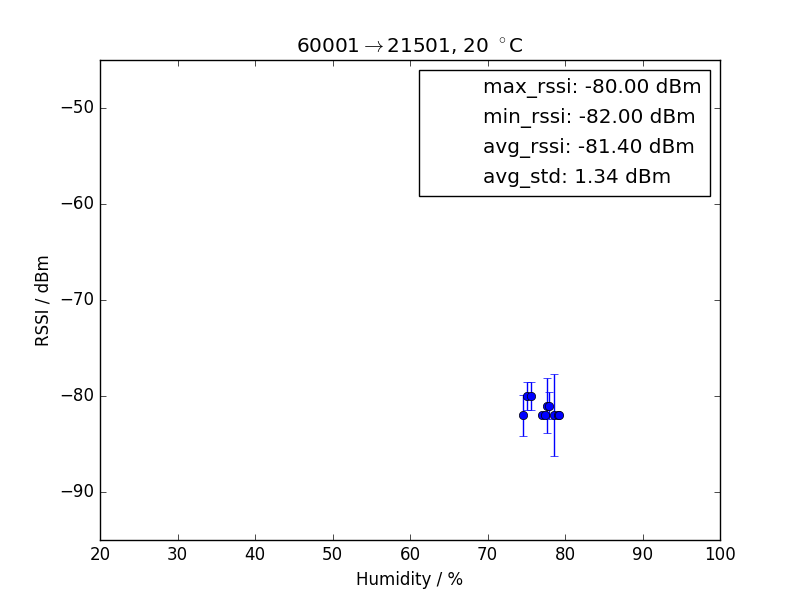 60001→21501, 20 °C
max_rssi: -80.00 dBm
min_rssi: -82.00 dBm
avg_rssi: -81.40 dBm
avg_std: 1.34 dBm
−50
−60
−70
−80
−90
RSSI / dBm
20 30 40 50 60 70 80 90 100
Humidity / %